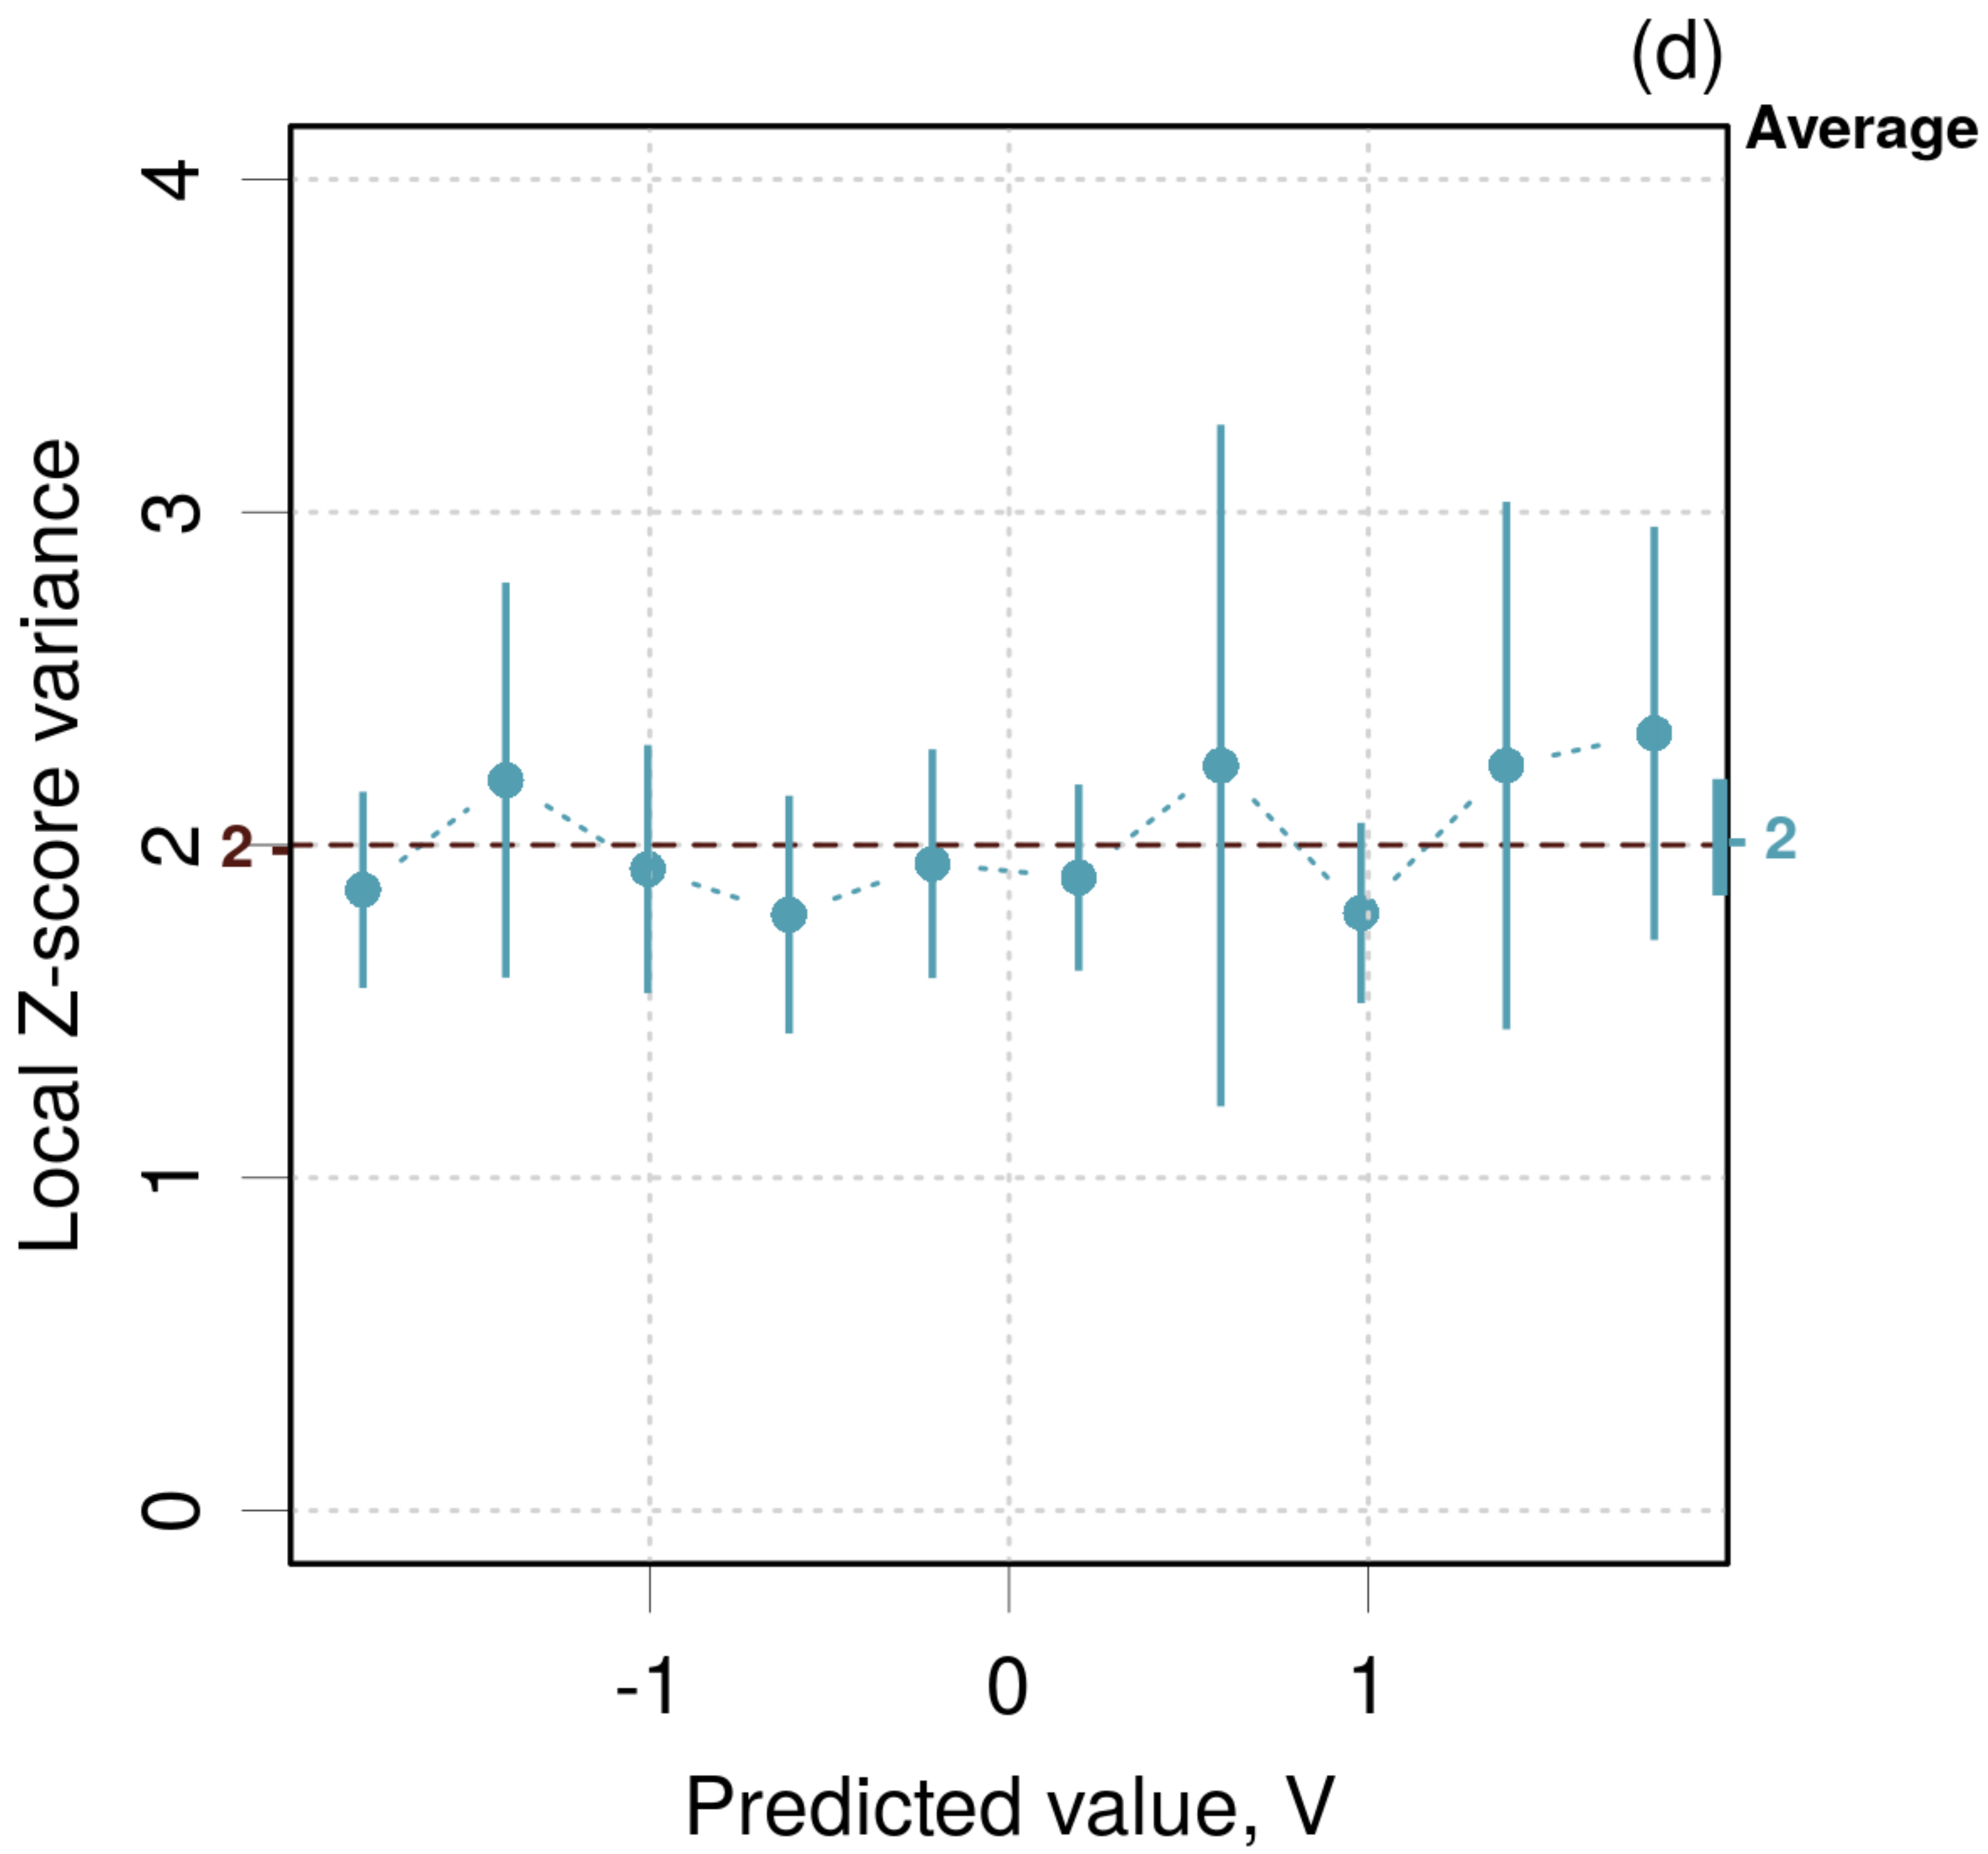 (d)
Average
Local Z-score variance
4
3
2
1
0
2
2
-1 0 1
Predicted value, V